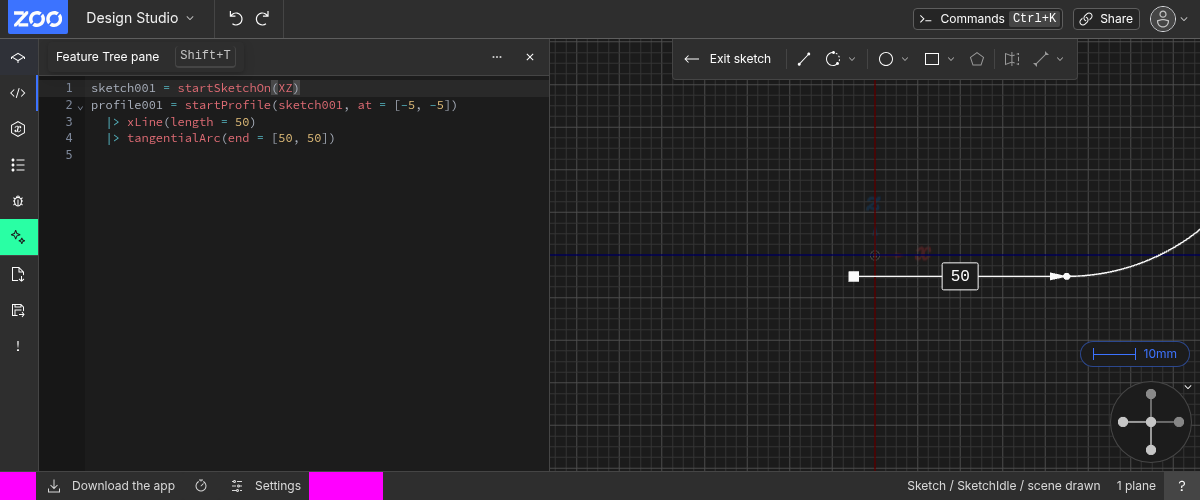 ZOO Design Studio Commands Ctrl+K Share
Feature Tree pane Shift+T
Exit sketch
1 sketch001 = startSketchOn(XZ)
2 profile001 = startProfile(sketch001, at = [-5, -5])
3 |> xLine(length = 50)
4 |> tangentialArc(end = [50, 50])
5
50
10mm
Download the app Settings Sketch / SketchIdle / scene drawn 1 plane ?